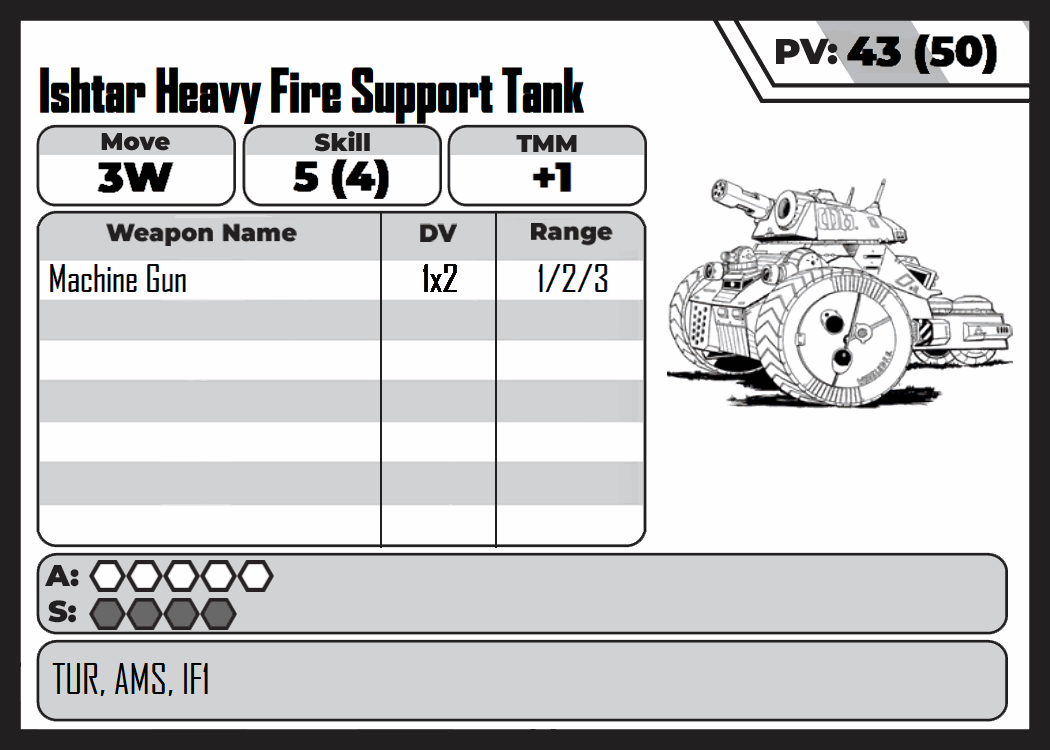 PV: 43 (50)
Ishtar Heavy Fire Support Tank
Move Skill TMM
3W 5 (4) +1
Weapon Name DV Range
Machine Gun 1x2 1/2/3
A:
S:
TUR, AMS, IF1